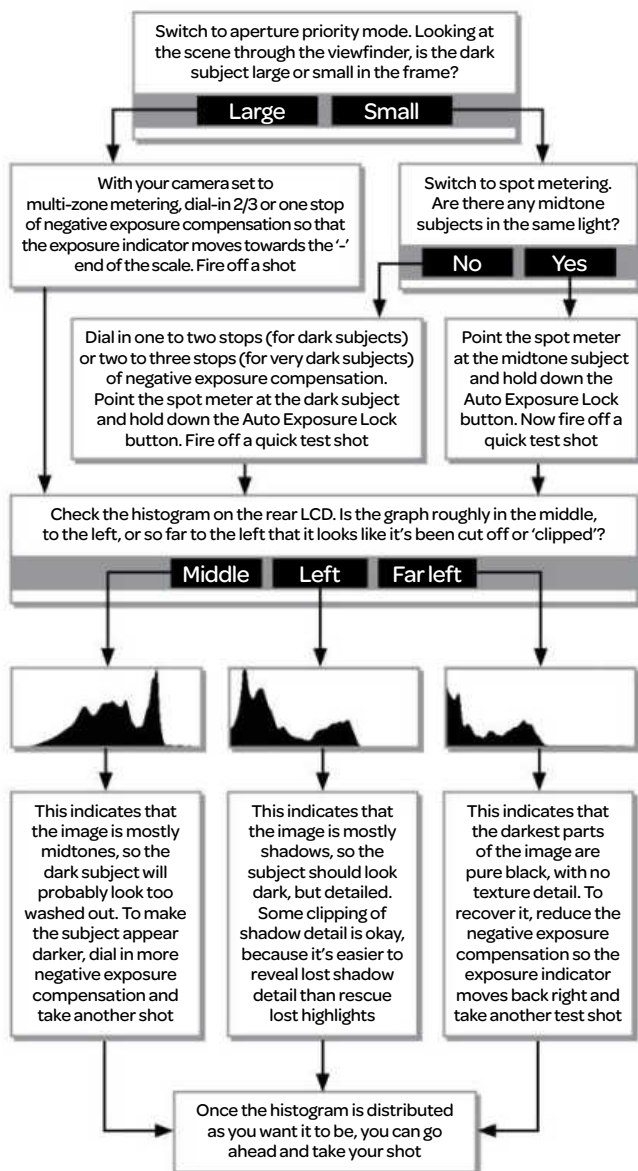 Switch to aperture priority mode. Looking at
the scene through the viewfinder, is the dark
subject large or small in the frame?
Large
Small
With your camera set to
multi-zone metering, dial-in 2/3 or one stop
of negative exposure compensation so that
the exposure indicator moves towards the '-'
end of the scale. Fire off a shot
Switch to spot metering.
Are there any midtone
subjects in the same light?
No
Yes
Dial in one to two stops (for dark subjects)
or two to three stops (for very dark subjects)
of negative exposure compensation.
Point the spot meter at the dark subject
and hold down the Auto Exposure Lock
button. Fire off a quick test shot
Point the spot meter
at the midtone subject
and hold down the
Auto Exposure Lock
button. Now fire off
a quick test shot
Check the histogram on the rear LCD. Is the graph roughly in the middle,
to the left, or so far to the left that it looks like it's been cut off or 'clipped'?
Middle
Left
Far left
This indicates that
the image is mostly
midtones, so the
dark subject will
probably look too
washed out. To make
the subject appear
darker, dial in more
negative exposure
compensation and
take another shot
This indicates that
the image is mostly
shadows, so the
subject should look
dark, but detailed.
Some clipping of
shadow detail is okay,
because it's easier to
reveal lost shadow
detail than rescue
lost highlights
This indicates that
the darkest parts
of the image are
pure black, with no
texture detail. To
recover it, reduce the
negative exposure
compensation so the
exposure indicator
moves back right and
take another test shot
Once the histogram is distributed
as you want it to be, you can go
ahead and take your shot